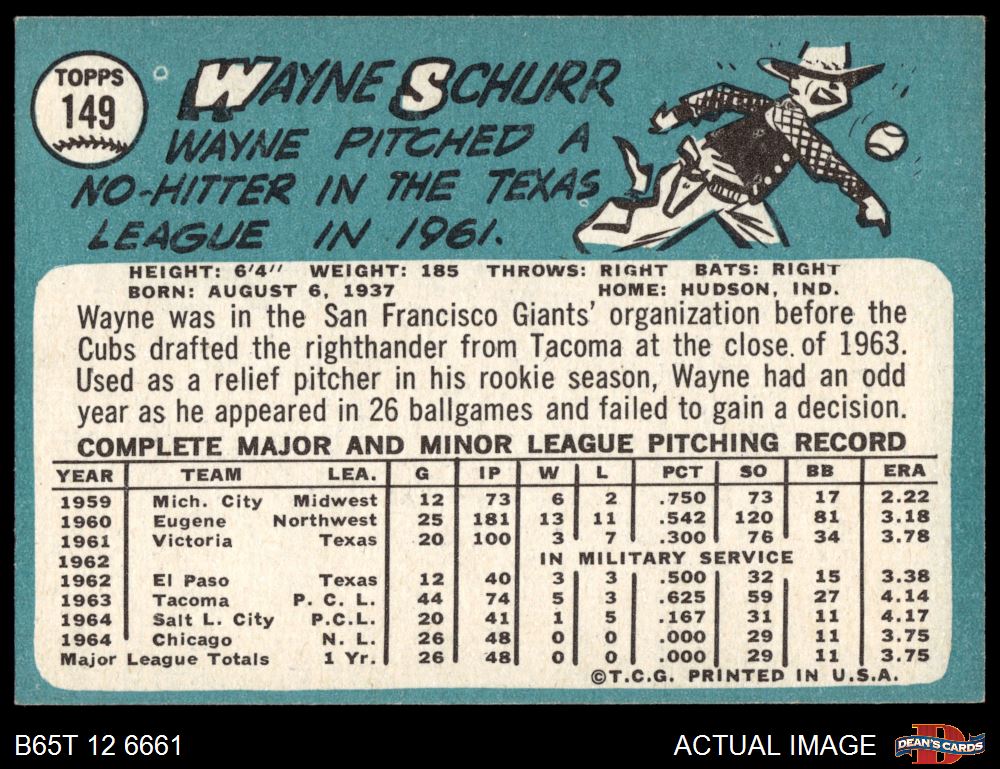 TOPPS
149
WAYNE SCHURR
WAYNE PITCHED A
NO-HITTER IN THE TEXAS
LEAGUE IN 1961.
HEIGHT: 6'4" WEIGHT: 185 THROWS: RIGHT BATS: RIGHT
BORN: AUGUST 6, 1937 HOME: HUDSON, IND.
Wayne was in the San Francisco Giants' organization before the
Cubs drafted the righthander from Tacoma at the close of 1963.
Used as a relief pitcher in his rookie season, Wayne had an odd
year as he appeared in 26 ballgames and failed to gain a decision.
COMPLETE MAJOR AND MINOR LEAGUE PITCHING RECORD
YEAR TEAM LEA. G IP W L PCT SO BB ERA
1959 Mich. City Midwest 12 73 6 2 .750 73 17 2.22
1960 Eugene Northwest 25 181 13 11 .542 120 81 3.18
1961 Victoria Texas 20 100 3 7 .300 76 34 3.78
1962 IN MILITARY SERVICE
1962 El Paso Texas 12 40 3 3 .500 32 15 3.38
1963 Tacoma P. C. L. 44 74 5 3 .625 59 27 4.14
1964 Salt L. City P.C.L. 20 41 1 5 .167 31 11 4.17
1964 Chicago N. L. 26 48 0 0 .000 29 11 3.75
Major League Totals 1 Yr. 26 48 0 0 .000 29 11 3.75
©T.C.G. PRINTED IN U.S.A.
B65T 12 6661
ACTUAL IMAGE
D
DEAN'S CARDS